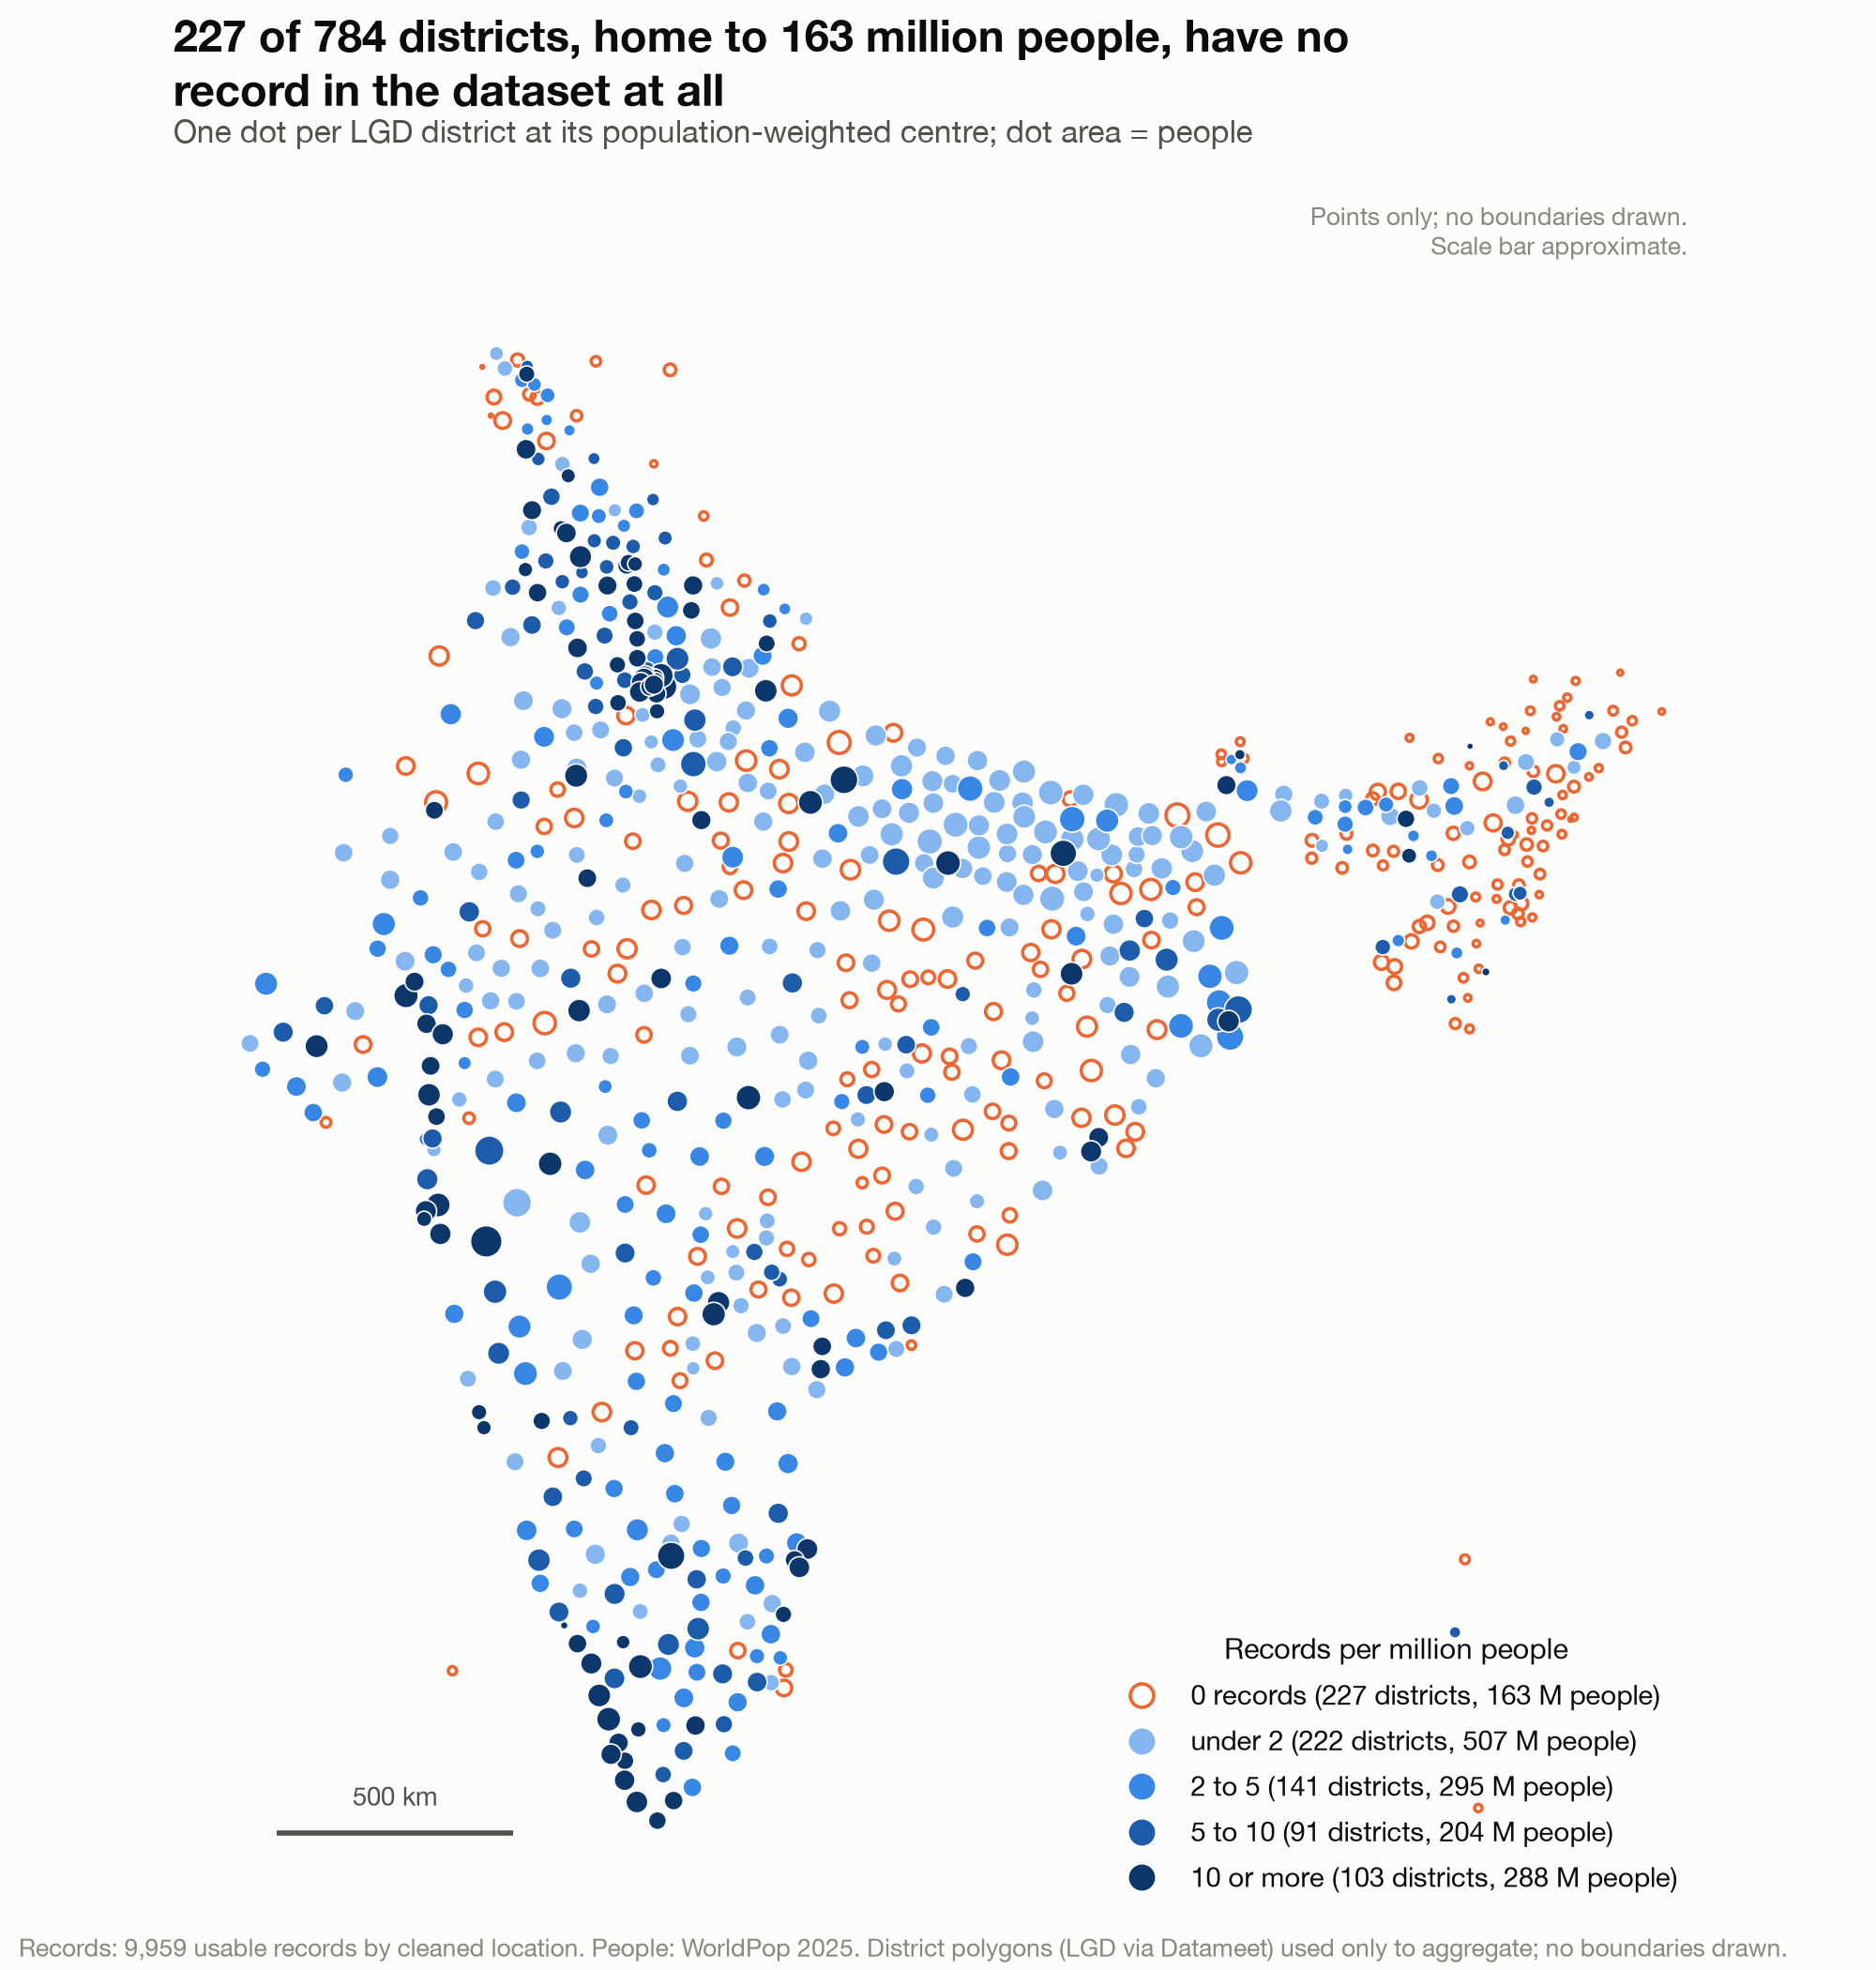 227 of 784 districts, home to 163 million people, have no
record in the dataset at all
One dot per LGD district at its population-weighted centre; dot area = people
Points only; no boundaries drawn.
Scale bar approximate.
Records per million people
0 records (227 districts, 163 M people)
under 2 (222 districts, 507 M people)
2 to 5 (141 districts, 295 M people)
500 km
5 to 10 (91 districts, 204 M people)
10 or more (103 districts, 288 M people)
Records: 9,959 usable records by cleaned location. People: WorldPop 2025. District polygons (LGD via Datameet) used only to aggregate; no boundaries drawn.